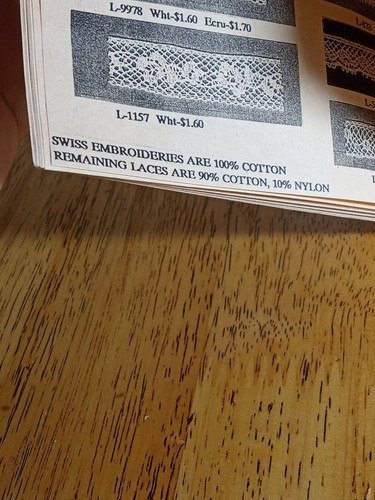 L-9978 Wht-$1.60 Ecru-$1.70
L-1157 Wht-$1.60
SWISS EMBROIDERIES ARE 100% COTTON
REMAINING LACES ARE 90% COTTON, 10% NYLON